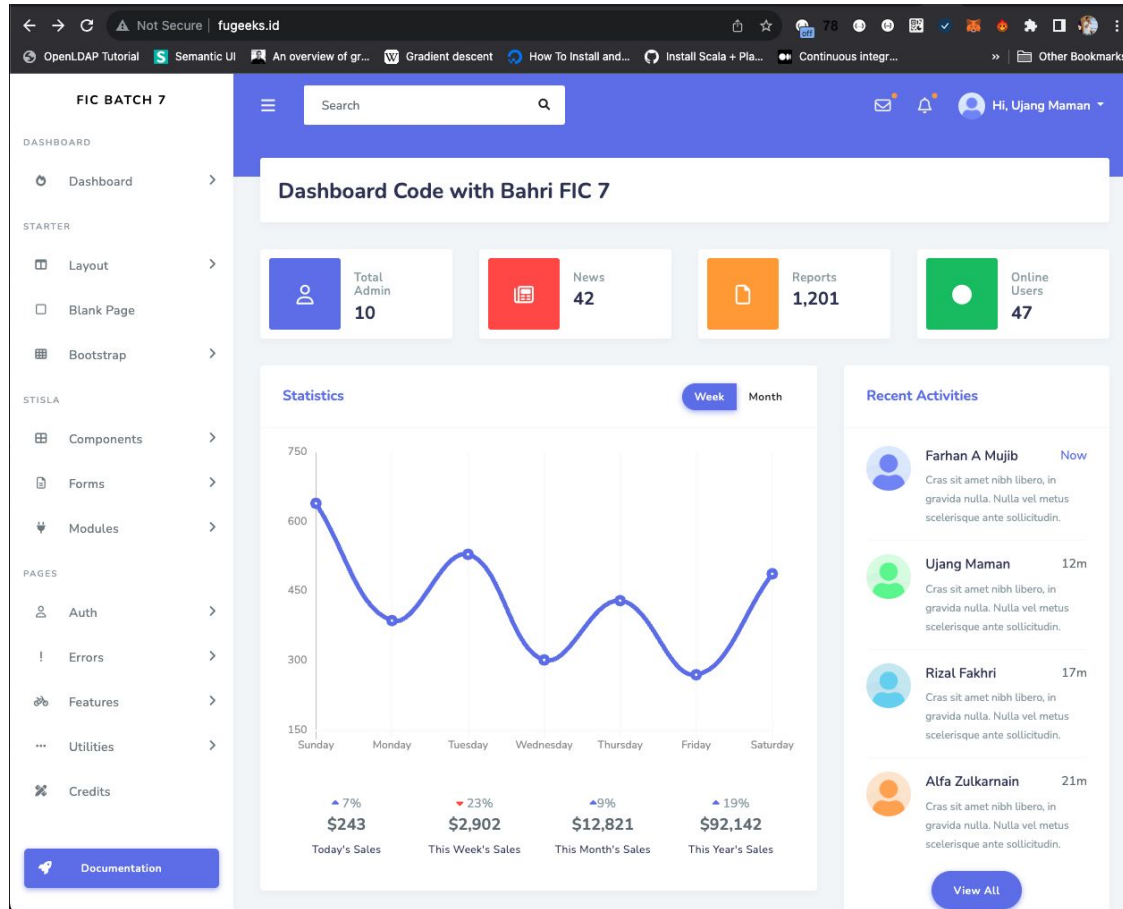 Not Secure | fugeeks.id
off 78
OpenLDAP Tutorial S Semantic UI An overview of gr... W Gradient descent How To Install and... Install Scala + Pla... Continuous integr... » Other Bookmarks
FIC BATCH 7
Search
Hi, Ujang Maman
DASHBOARD
Dashboard
STARTER
Layout
Blank Page
Bootstrap
STISLA
Components
Forms
Modules
PAGES
Auth
Errors
Features
Utilities
Credits
Documentation
Dashboard Code with Bahri FIC 7
Total
Admin
10
News
42
Reports
1,201
Online
Users
47
Statistics
Week Month
750
600
450
300
150
Sunday Monday Tuesday Wednesday Thursday Friday Saturday
7% 23% 9% 19%
$243 $2,902 $12,821 $92,142
Today's Sales This Week's Sales This Month's Sales This Year's Sales
Recent Activities
Farhan A Mujib Now
Cras sit amet nibh libero, in
gravida nulla. Nulla vel metus
scelerisque ante sollicitudin.
Ujang Maman 12m
Cras sit amet nibh libero, in
gravida nulla. Nulla vel metus
scelerisque ante sollicitudin.
Rizal Fakhri 17m
Cras sit amet nibh libero, in
gravida nulla. Nulla vel metus
scelerisque ante sollicitudin.
Alfa Zulkarnain 21m
Cras sit amet nibh libero, in
gravida nulla. Nulla vel metus
scelerisque ante sollicitudin.
View All